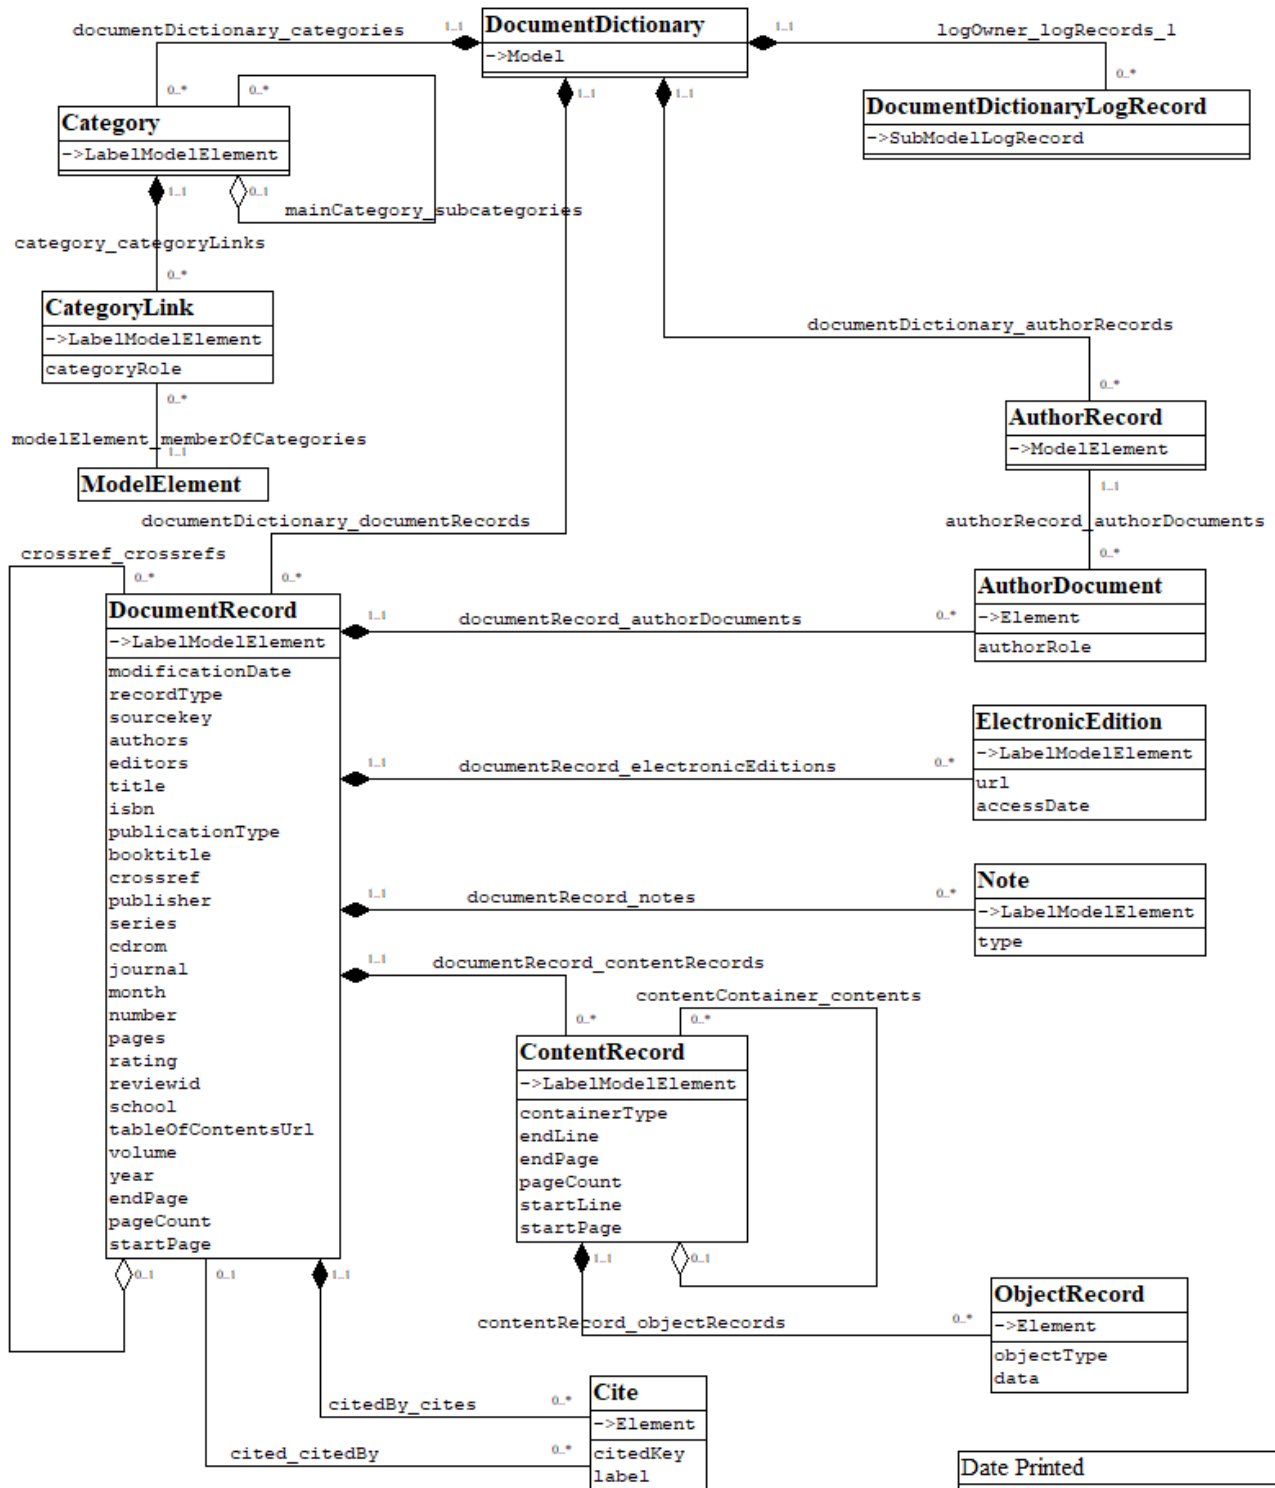 documentDictionary_categories
1..1
DocumentDictionary
->Model
1..1
logOwner_logRecords_1
0..*
0..*
1..1
1..1
0..*
Category
->LabelModelElement
DocumentDictionaryLogRecord
->SubModelLogRecord
1..1
0..1
mainCategory_subcategories
category_categoryLinks
0..*
CategoryLink
->LabelModelElement
categoryRole
documentDictionary_authorRecords
0..*
0..*
AuthorRecord
->ModelElement
modelElement_memberOfCategories
1..1
ModelElement
1..1
documentDictionary_documentRecords
authorRecord_authorDocuments
crossref_crossrefs
0..*
0..*
0..*
DocumentRecord
->LabelModelElement
modificationDate
recordType
sourcekey
authors
editors
title
isbn
publicationType
booktitle
crossref
publisher
series
cdrom
journal
month
number
pages
rating
reviewid
school
tableOfContentsUrl
volume
year
endPage
pageCount
startPage
AuthorDocument
->Element
authorRole
1..1
documentRecord_authorDocuments
0..*
ElectronicEdition
->LabelModelElement
url
accessDate
1..1
documentRecord_electronicEditions
0..*
Note
->LabelModelElement
type
1..1
documentRecord_notes
0..*
1..1
documentRecord_contentRecords
contentContainer_contents
0..*
0..*
ContentRecord
->LabelModelElement
containerType
endLine
endPage
pageCount
startLine
startPage
1..1
0..1
0..1
0..1
1..1
contentRecord_objectRecords
0..*
ObjectRecord
->Element
objectType
data
citedBy_cites
0..*
Cite
->Element
citedKey
label
cited_citedBy
0..*
Date Printed